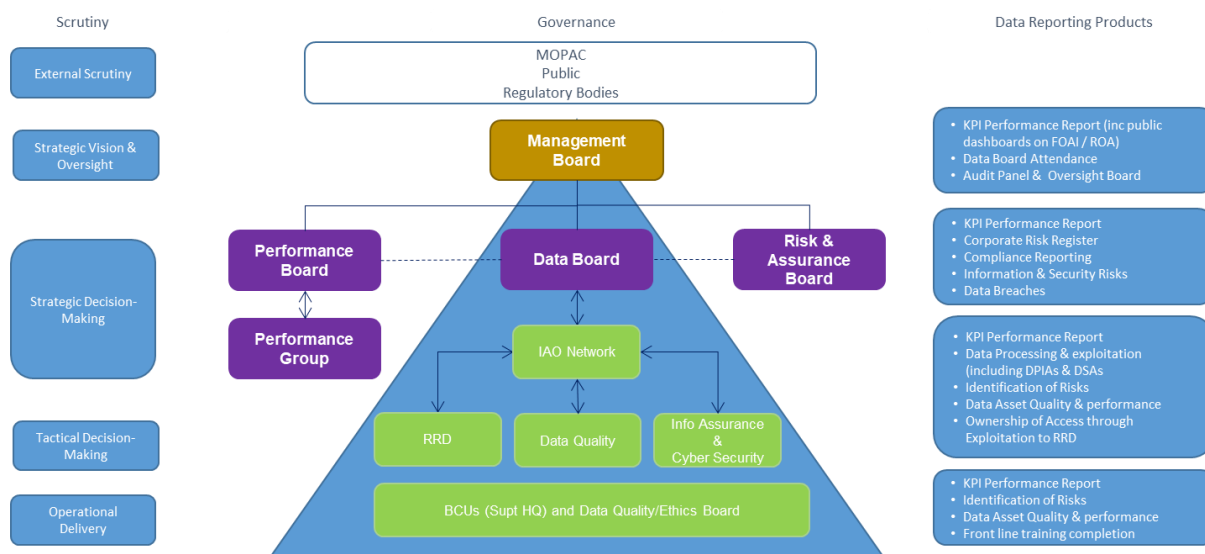 Scrutiny
Governance
Data Reporting Products
External Scrutiny
MOPAC
Public
Regulatory Bodies
Strategic Vision &
Oversight
Management
Board
• KPI Performance Report (inc public
dashboards on FOAI / ROA)
• Data Board Attendance
• Audit Panel & Oversight Board
Strategic Decision-
Making
Performance
Board
Data Board
Risk &
Assurance
Board
• KPI Performance Report
• Corporate Risk Register
• Compliance Reporting
• Information & Security Risks
• Data Breaches
Performance
Group
IAO Network
• KPI Performance Report
• Data Processing & exploitation
(including DPIAs & DSAs
• Identification of Risks
• Data Asset Quality & performance
• Ownership of Access through
Exploitation to RRD
Tactical Decision-
Making
RRD
Data Quality
Info Assurance
&
Cyber Security
Operational
Delivery
BCUs (Supt HQ) and Data Quality/Ethics Board
• KPI Performance Report
• Identification of Risks
• Data Asset Quality & performance
• Front line training completion